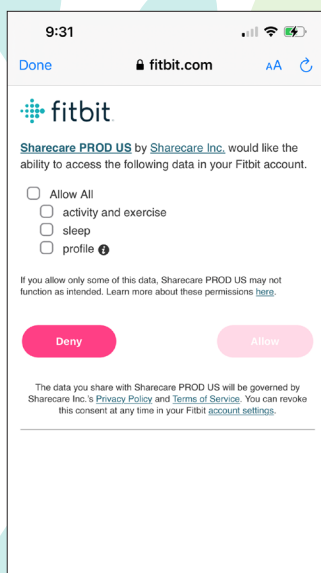 9:31
Done fitbit.com AA
fitbit
Sharecare PROD US by Sharecare Inc. would like the
ability to access the following data in your Fitbit account.
Allow All
activity and exercise
sleep
profile i
If you allow only some of this data, Sharecare PROD US may not
function as intended. Learn more about these permissions here.
Deny Allow
The data you share with Sharecare PROD US will be governed by
Sharecare Inc.'s Privacy Policy and Terms of Service. You can revoke
this consent at any time in your Fitbit account settings.